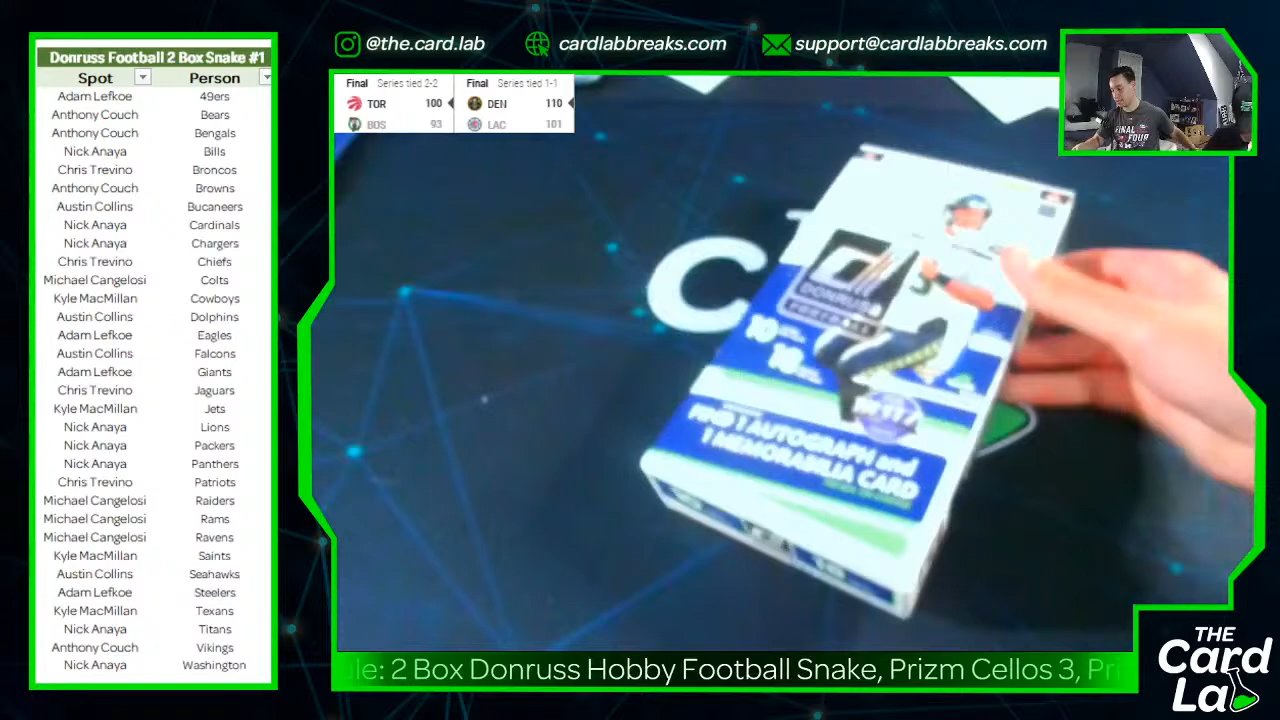 @the.card.lab
cardlabbreaks.com
support@cardlabbreaks.com
Donruss Football 2 Box Snake #1
Spot Person
Adam Lefkoe 49ers
Anthony Couch Bears
Anthony Couch Bengals
Nick Anaya Bills
Chris Trevino Broncos
Anthony Couch Browns
Austin Collins Bucaneers
Nick Anaya Cardinals
Nick Anaya Chargers
Chris Trevino Chiefs
Michael Cangelosi Colts
Kyle MacMillan Cowboys
Austin Collins Dolphins
Adam Lefkoe Eagles
Austin Collins Falcons
Adam Lefkoe Giants
Chris Trevino Jaguars
Kyle MacMillan Jets
Nick Anaya Lions
Nick Anaya Packers
Nick Anaya Panthers
Chris Trevino Patriots
Michael Cangelosi Raiders
Michael Cangelosi Rams
Michael Cangelosi Ravens
Kyle MacMillan Saints
Austin Collins Seahawks
Adam Lefkoe Steelers
Kyle MacMillan Texans
Nick Anaya Titans
Anthony Couch Vikings
Nick Anaya Washington
Final Series tied 2-2
TOR 100
BOS 93
Final Series tied 1-1
DEN 110
LAC 101
C
DONRUSS
FOOTBALL
FIND 1 AUTOGRAPH and
1 MEMORABILIA CARD
FINAL
FOUR
le: 2 Box Donruss Hobby Football Snake, Prizm Cellos 3, Pri
THE
Card
Lab